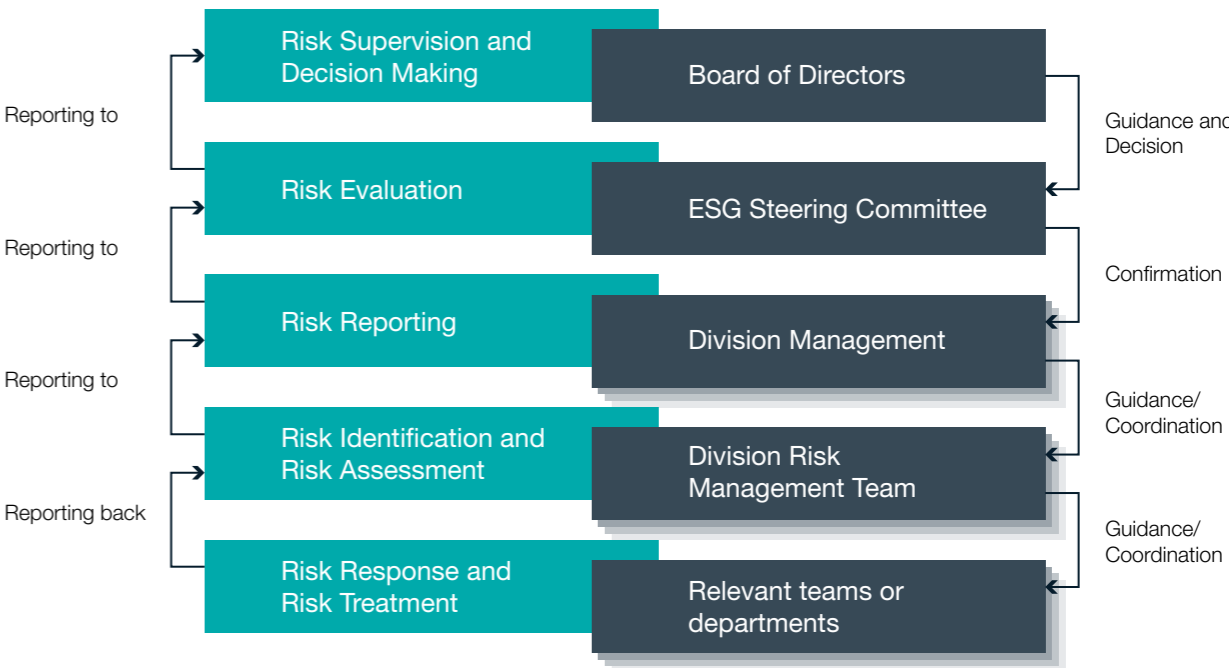 Risk Supervision and
Decision Making
Board of Directors
Reporting to
Guidance and
Decision
Risk Evaluation
ESG Steering Committee
Reporting to
Confirmation
Risk Reporting
Division Management
Reporting to
Guidance/
Coordination
Risk Identification and
Risk Assessment
Division Risk
Management Team
Reporting back
Guidance/
Coordination
Risk Response and
Risk Treatment
Relevant teams or
departments